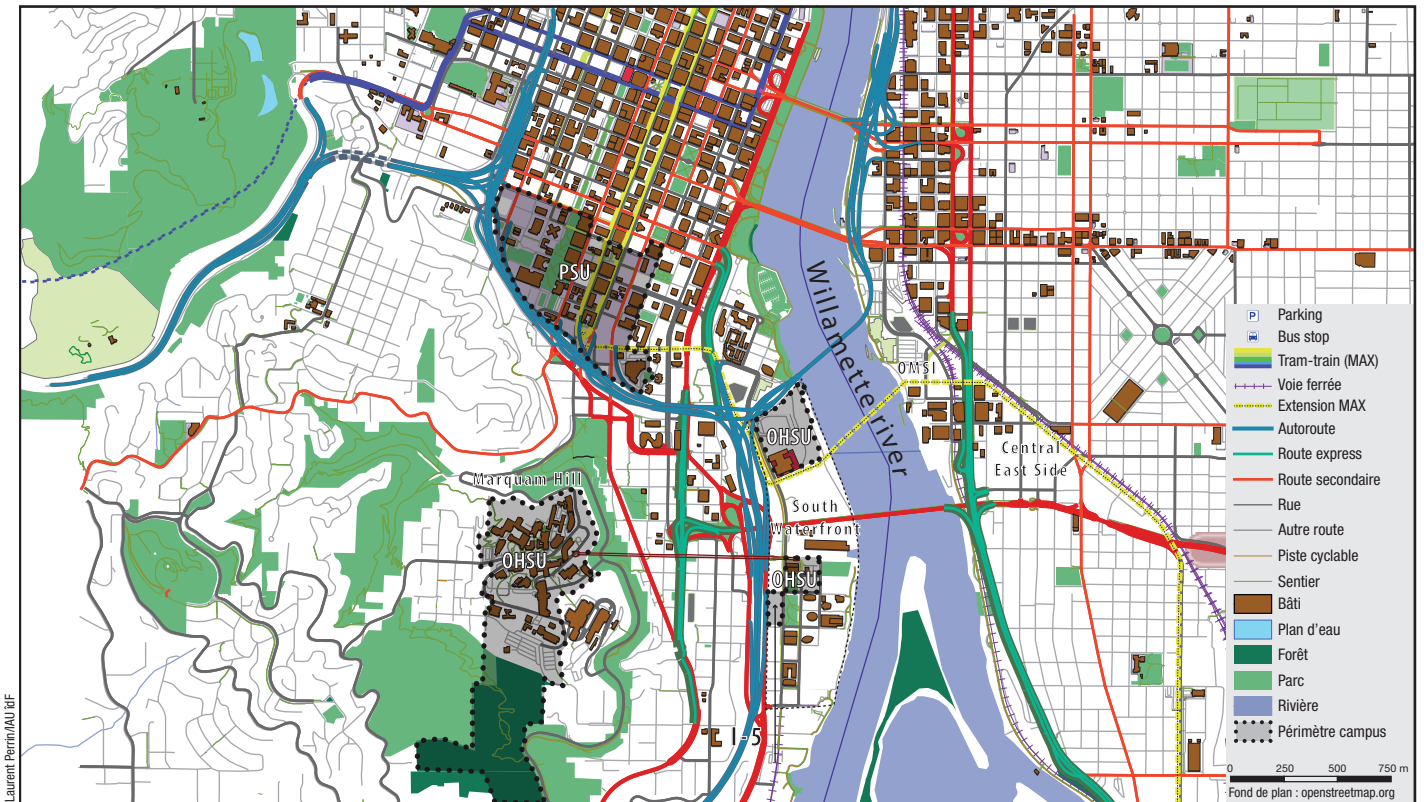 PSU
Willamette river
OMSI
OHSU
Central
East Side
Marquam Hill
South
Waterfront
OHSU
OHSU
I-5
P Parking
Bus stop
Tram-train (MAX)
Voie ferrée
Extension MAX
Autoroute
Route express
Route secondaire
Rue
Autre route
Piste cyclable
Sentier
Bâti
Plan d'eau
Forêt
Parc
Rivière
Périmètre campus
0 250 500 750 m
Fond de plan : openstreetmap.org
Laurent Perrin/IAU îdF